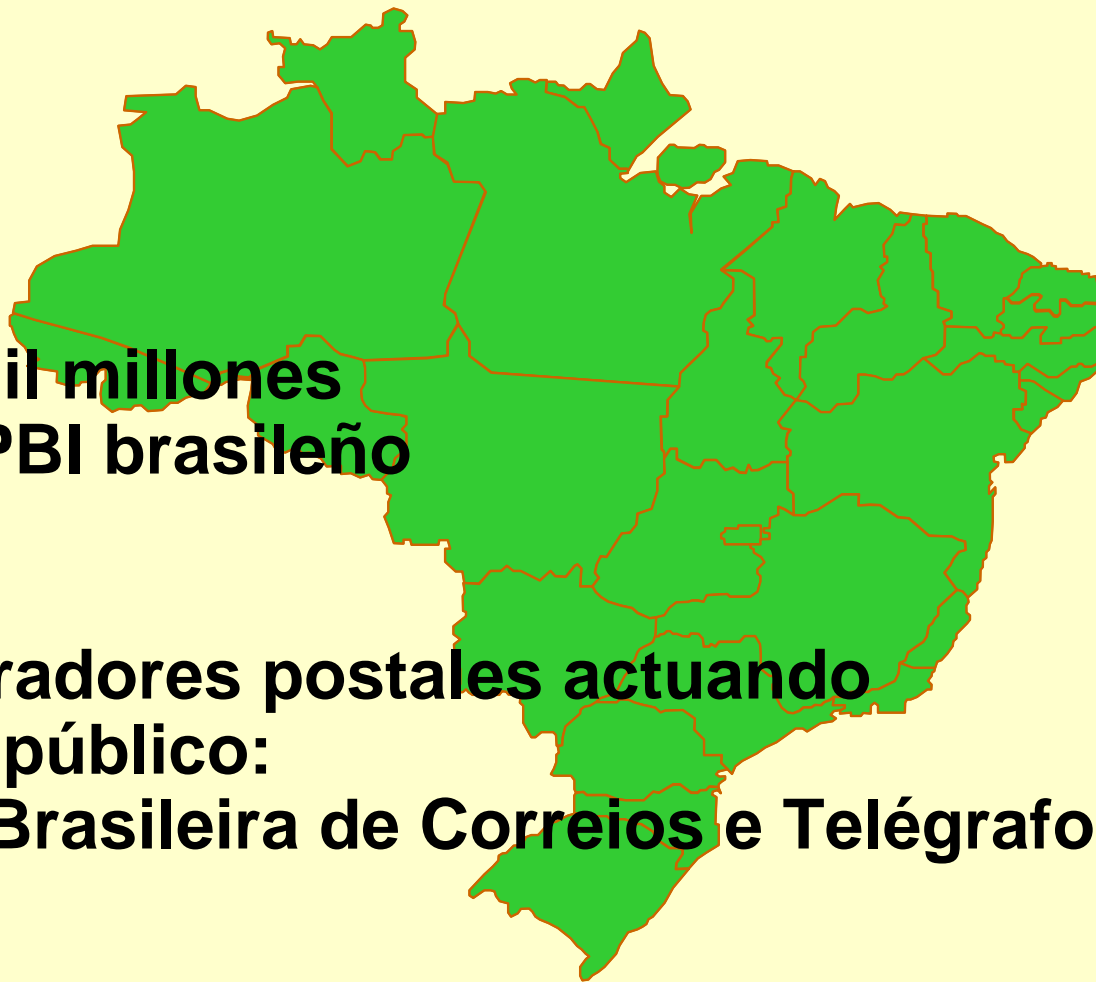 il millones
PBI brasileño
radores postales actuando
público:
Brasileira de Correios e Telégrafo